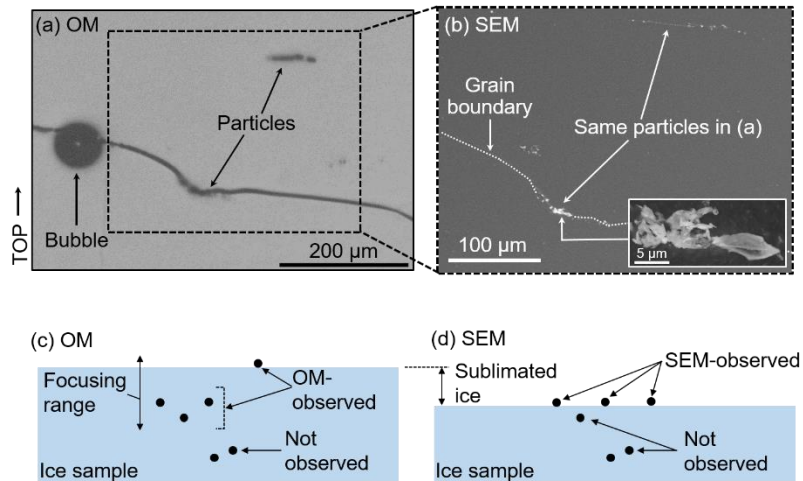 (a) OM
Particles
Bubble
TOP →
200 µm
(b) SEM
Grain
boundary
Same particles in (a)
100 µm
5 µm
(c) OM
Focusing
range
OM-
observed
Not
observed
Ice sample
(d) SEM
Sublimated
ice
SEM-observed
Not
observed
Ice sample